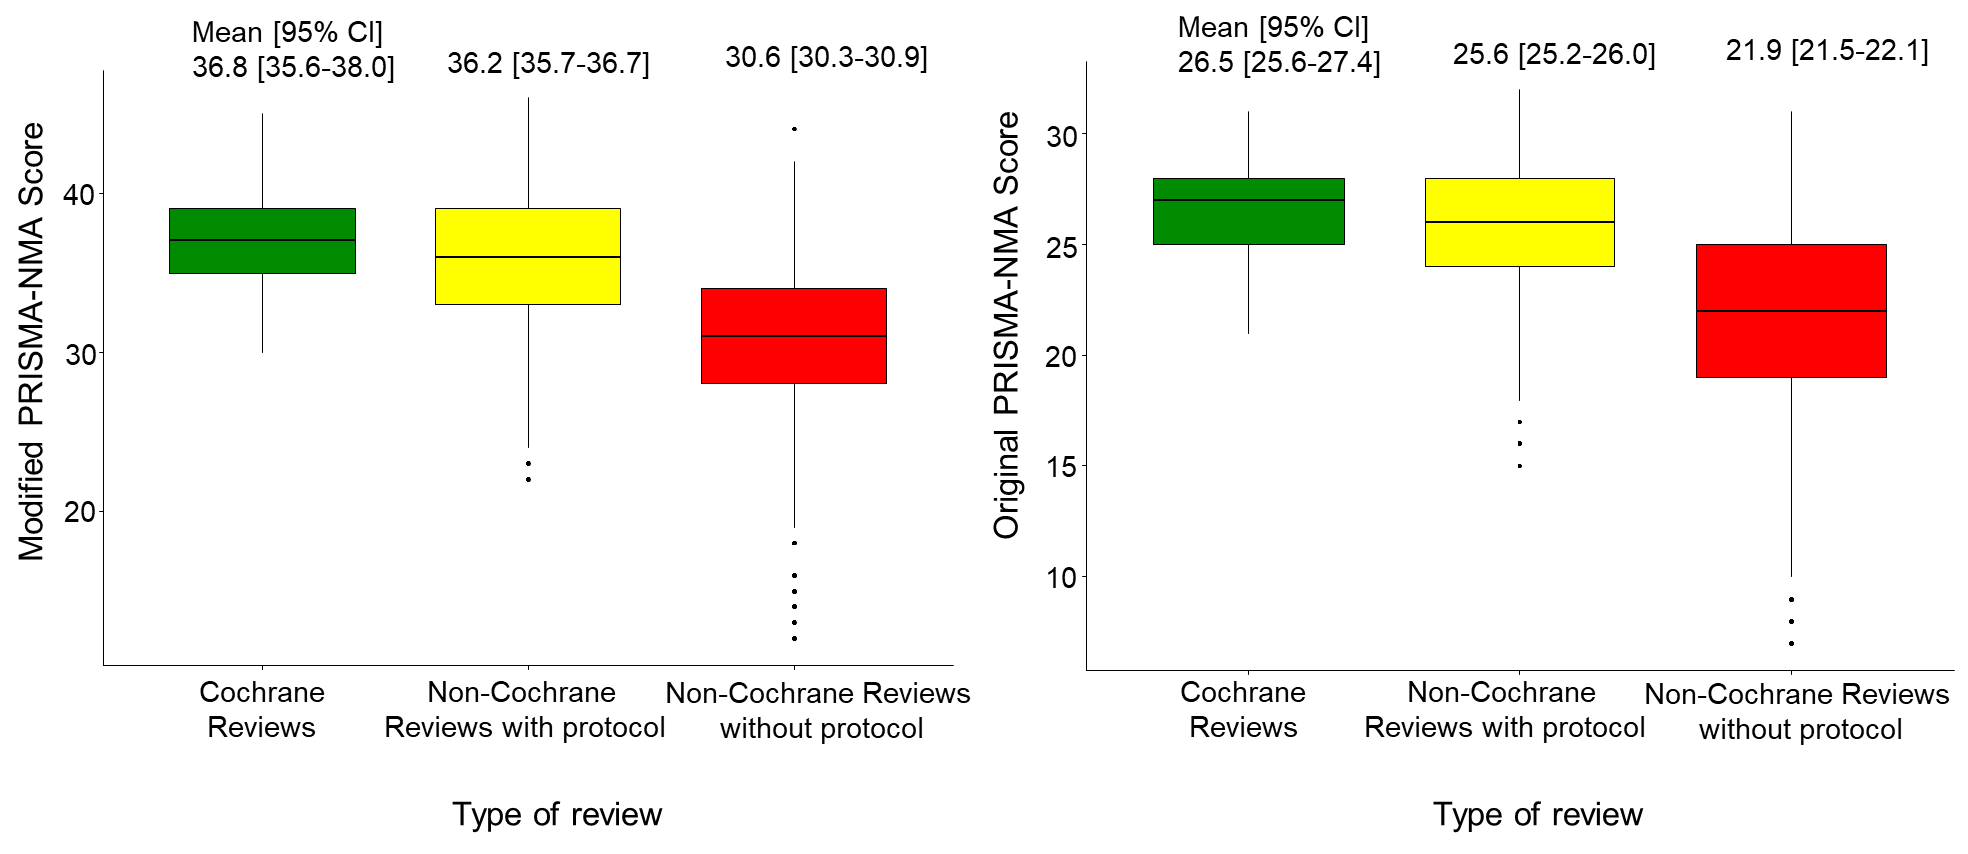 Mean [95% CI]
36.8 [35.6-38.0]
36.2 [35.7-36.7]
30.6 [30.3-30.9]
Modified PRISMA-NMA Score
40
30
20
Cochrane
Reviews
Non-Cochrane
Reviews with protocol
Non-Cochrane Reviews
without protocol
Type of review
Mean [95% CI]
26.5 [25.6-27.4]
25.6 [25.2-26.0]
21.9 [21.5-22.1]
Original PRISMA-NMA Score
30
25
20
15
10
Cochrane
Reviews
Non-Cochrane
Reviews with protocol
Non-Cochrane Reviews
without protocol
Type of review